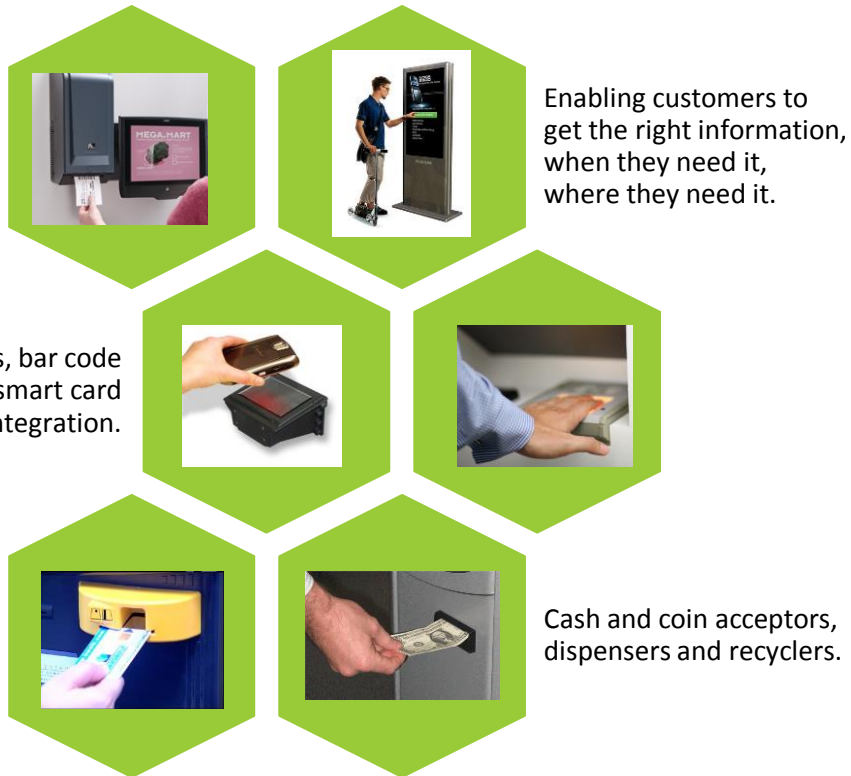 MEGA.MART
Enabling customers to
get the right information,
when they need it,
where they need it.
, bar code
smart card
ntegration.
Cash and coin acceptors,
dispensers and recyclers.